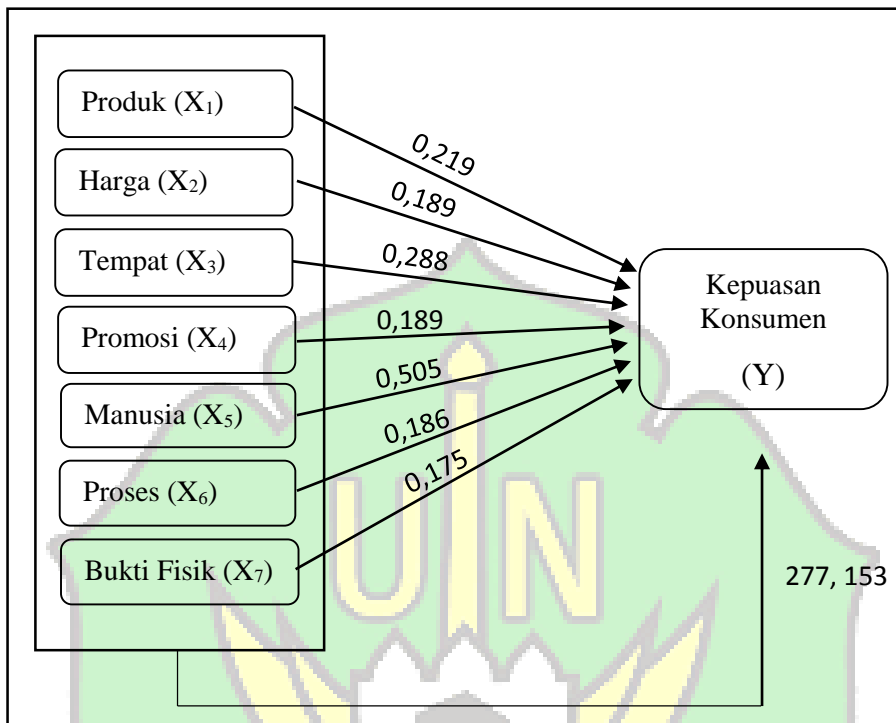 Produk (X₁)
Harga (X₂)
Tempat (X₃)
Promosi (X₄)
Manusia (X₅)
Proses (X₆)
Bukti Fisik (X₇)
0,219
0,189
0,288
0,189
0,505
0,186
0,175
Kepuasan
Konsumen
(Y)
277, 153
UIN